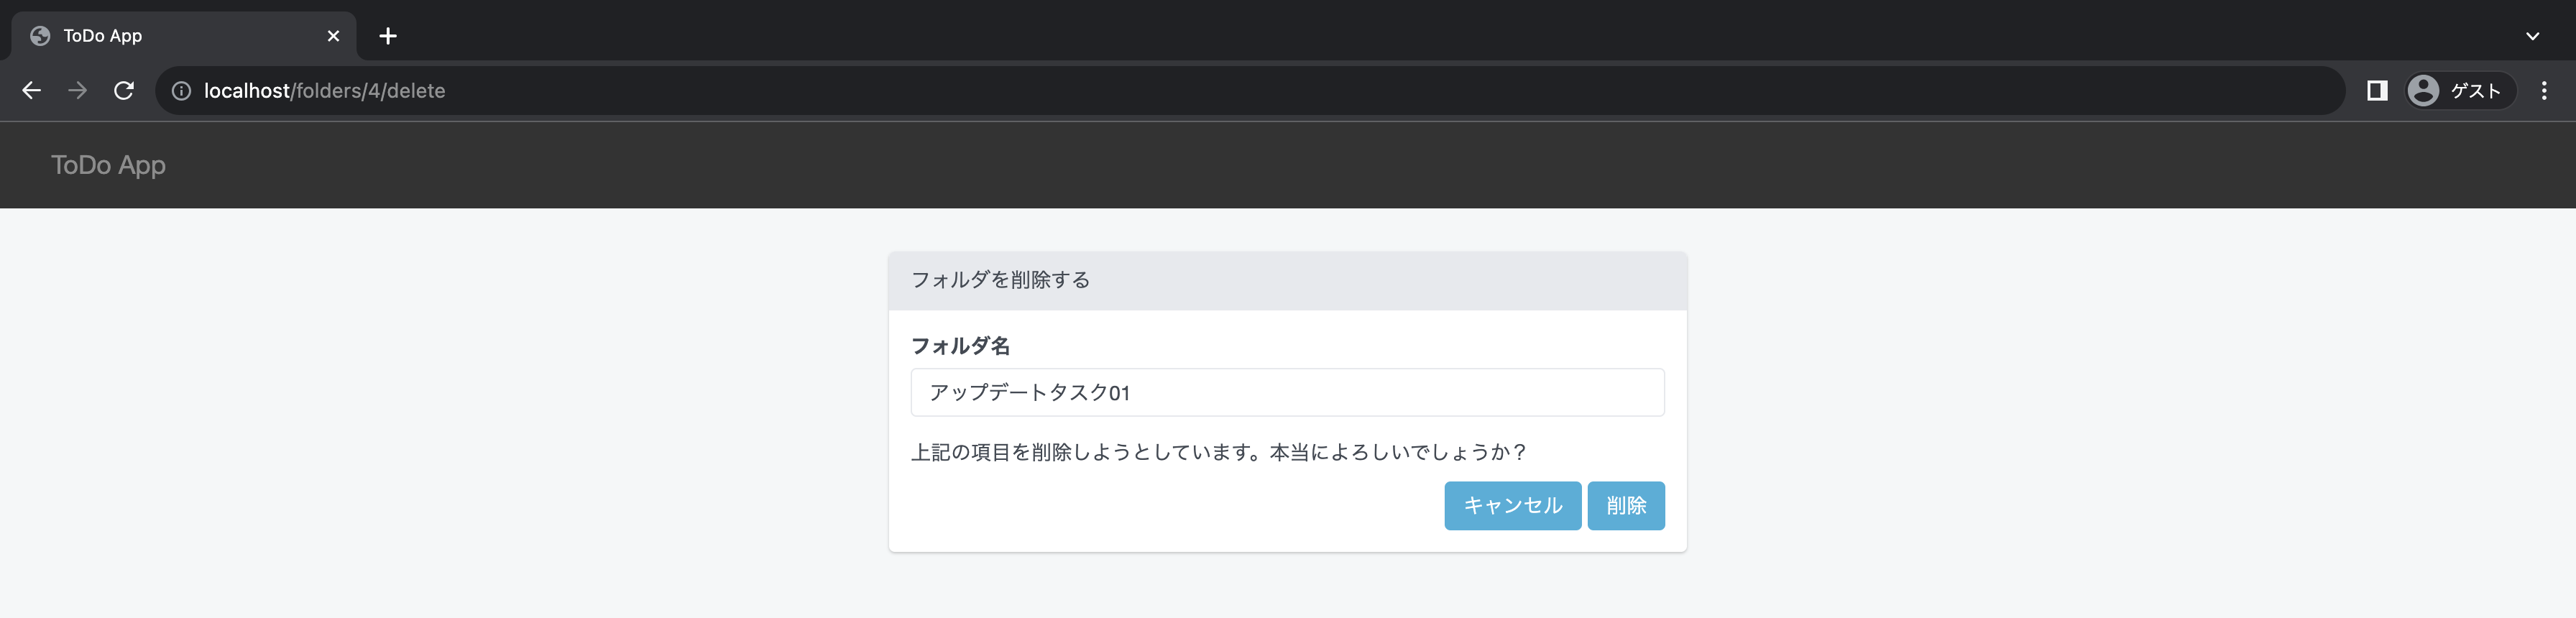 ToDo App
localhost/folders/4/delete
ゲスト
ToDo App
フォルダを削除する
フォルダ名
アップデートタスク01
上記の項目を削除しようとしています。本当によろしいでしょうか？
キャンセル 削除